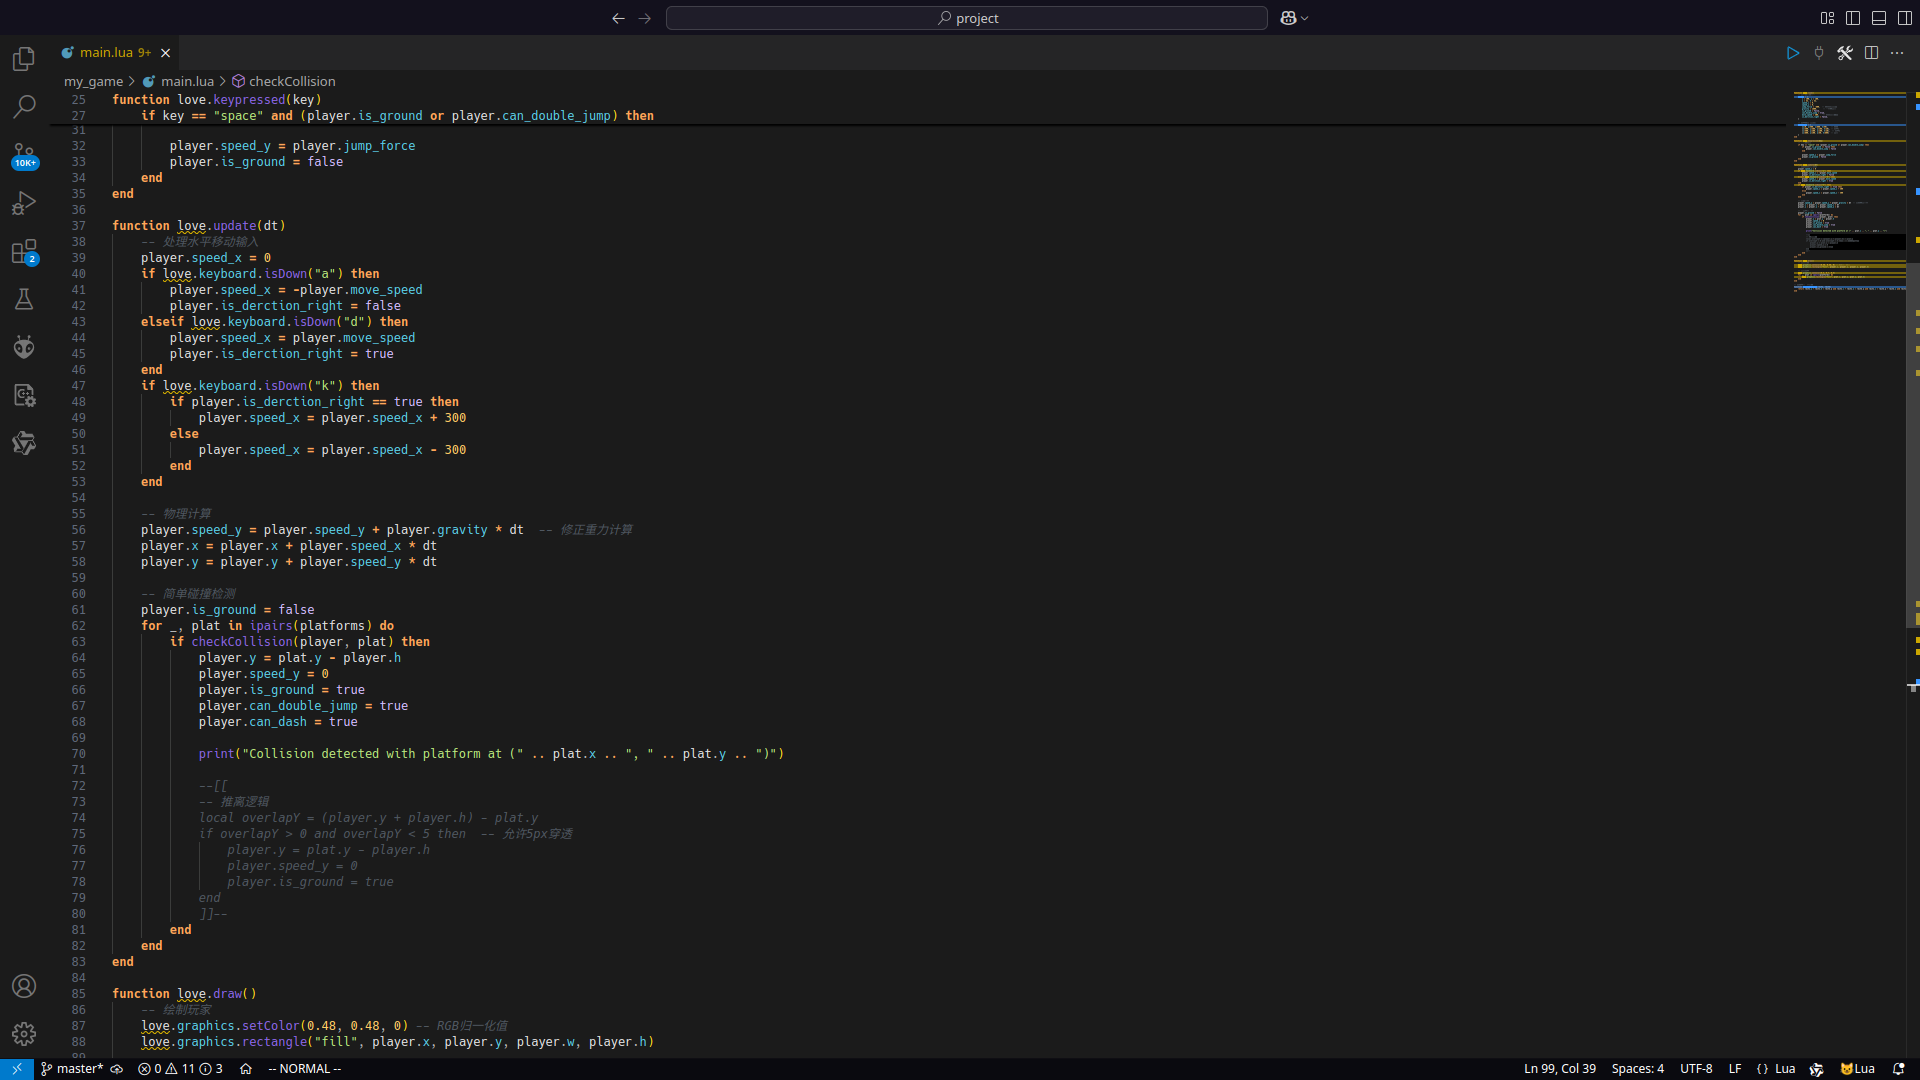 project
main.lua 9+
my_game > main.lua > checkCollision
25 function love.keypressed(key)
27     if key == "space" and (player.is_ground or player.can_double_jump) then
31
32         player.speed_y = player.jump_force
33         player.is_ground = false
34     end
35 end
36
37 function love.update(dt)
38     -- 处理水平移动输入
39     player.speed_x = 0
40     if love.keyboard.isDown("a") then
41         player.speed_x = -player.move_speed
42         player.is_derction_right = false
43     elseif love.keyboard.isDown("d") then
44         player.speed_x = player.move_speed
45         player.is_derction_right = true
46     end
47     if love.keyboard.isDown("k") then
48         if player.is_derction_right == true then
49             player.speed_x = player.speed_x + 300
50         else
51             player.speed_x = player.speed_x - 300
52         end
53     end
54
55     -- 物理计算
56     player.speed_y = player.speed_y + player.gravity * dt  -- 修正重力计算
57     player.x = player.x + player.speed_x * dt
58     player.y = player.y + player.speed_y * dt
59
60     -- 简单碰撞检测
61     player.is_ground = false
62     for _, plat in ipairs(platforms) do
63         if checkCollision(player, plat) then
64             player.y = plat.y - player.h
65             player.speed_y = 0
66             player.is_ground = true
67             player.can_double_jump = true
68             player.can_dash = true
69
70             print("Collision detected with platform at (" .. plat.x .. ", " .. plat.y .. ")")
71
72             --[[
73             -- 推离逻辑
74             local overlapY = (player.y + player.h) - plat.y
75             if overlapY > 0 and overlapY < 5 then  -- 允许5px穿透
76                 player.y = plat.y - player.h
77                 player.speed_y = 0
78                 player.is_ground = true
79             end
80             ]]--
81         end
82     end
83 end
84
85 function love.draw()
86     -- 绘制玩家
87     love.graphics.setColor(0.48, 0.48, 0) -- RGB归一化值
88     love.graphics.rectangle("fill", player.x, player.y, player.w, player.h)
89
10K+
2
master* 0 11 3 -- NORMAL -- Ln 99, Col 39 Spaces: 4 UTF-8 LF {} Lua 🐱Lua